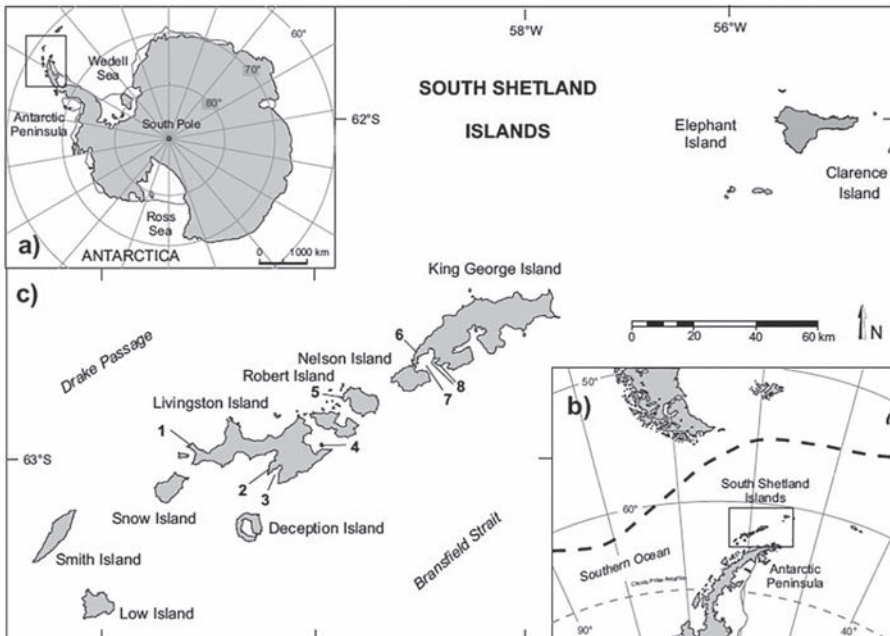 58°W
56°W
60°
70°
80°
Wedell
Sea
Antarctic
Peninsula
South Pole
Ross
Sea
a)
ANTARCTICA
0 1000 km
62°S
SOUTH SHETLAND
ISLANDS
Elephant
Island
Clarence
Island
c)
King George Island
Drake Passage
0 20 40 60 km
N
6
Nelson Island
Robert Island
5
8
7
Livingston Island
1
4
63°S
2
3
Snow Island
Deception Island
Smith Island
Bransfield Strait
Low Island
50°
b)
South Shetland
Islands
60°
Southern Ocean
Antarctic
Peninsula
90°
40°